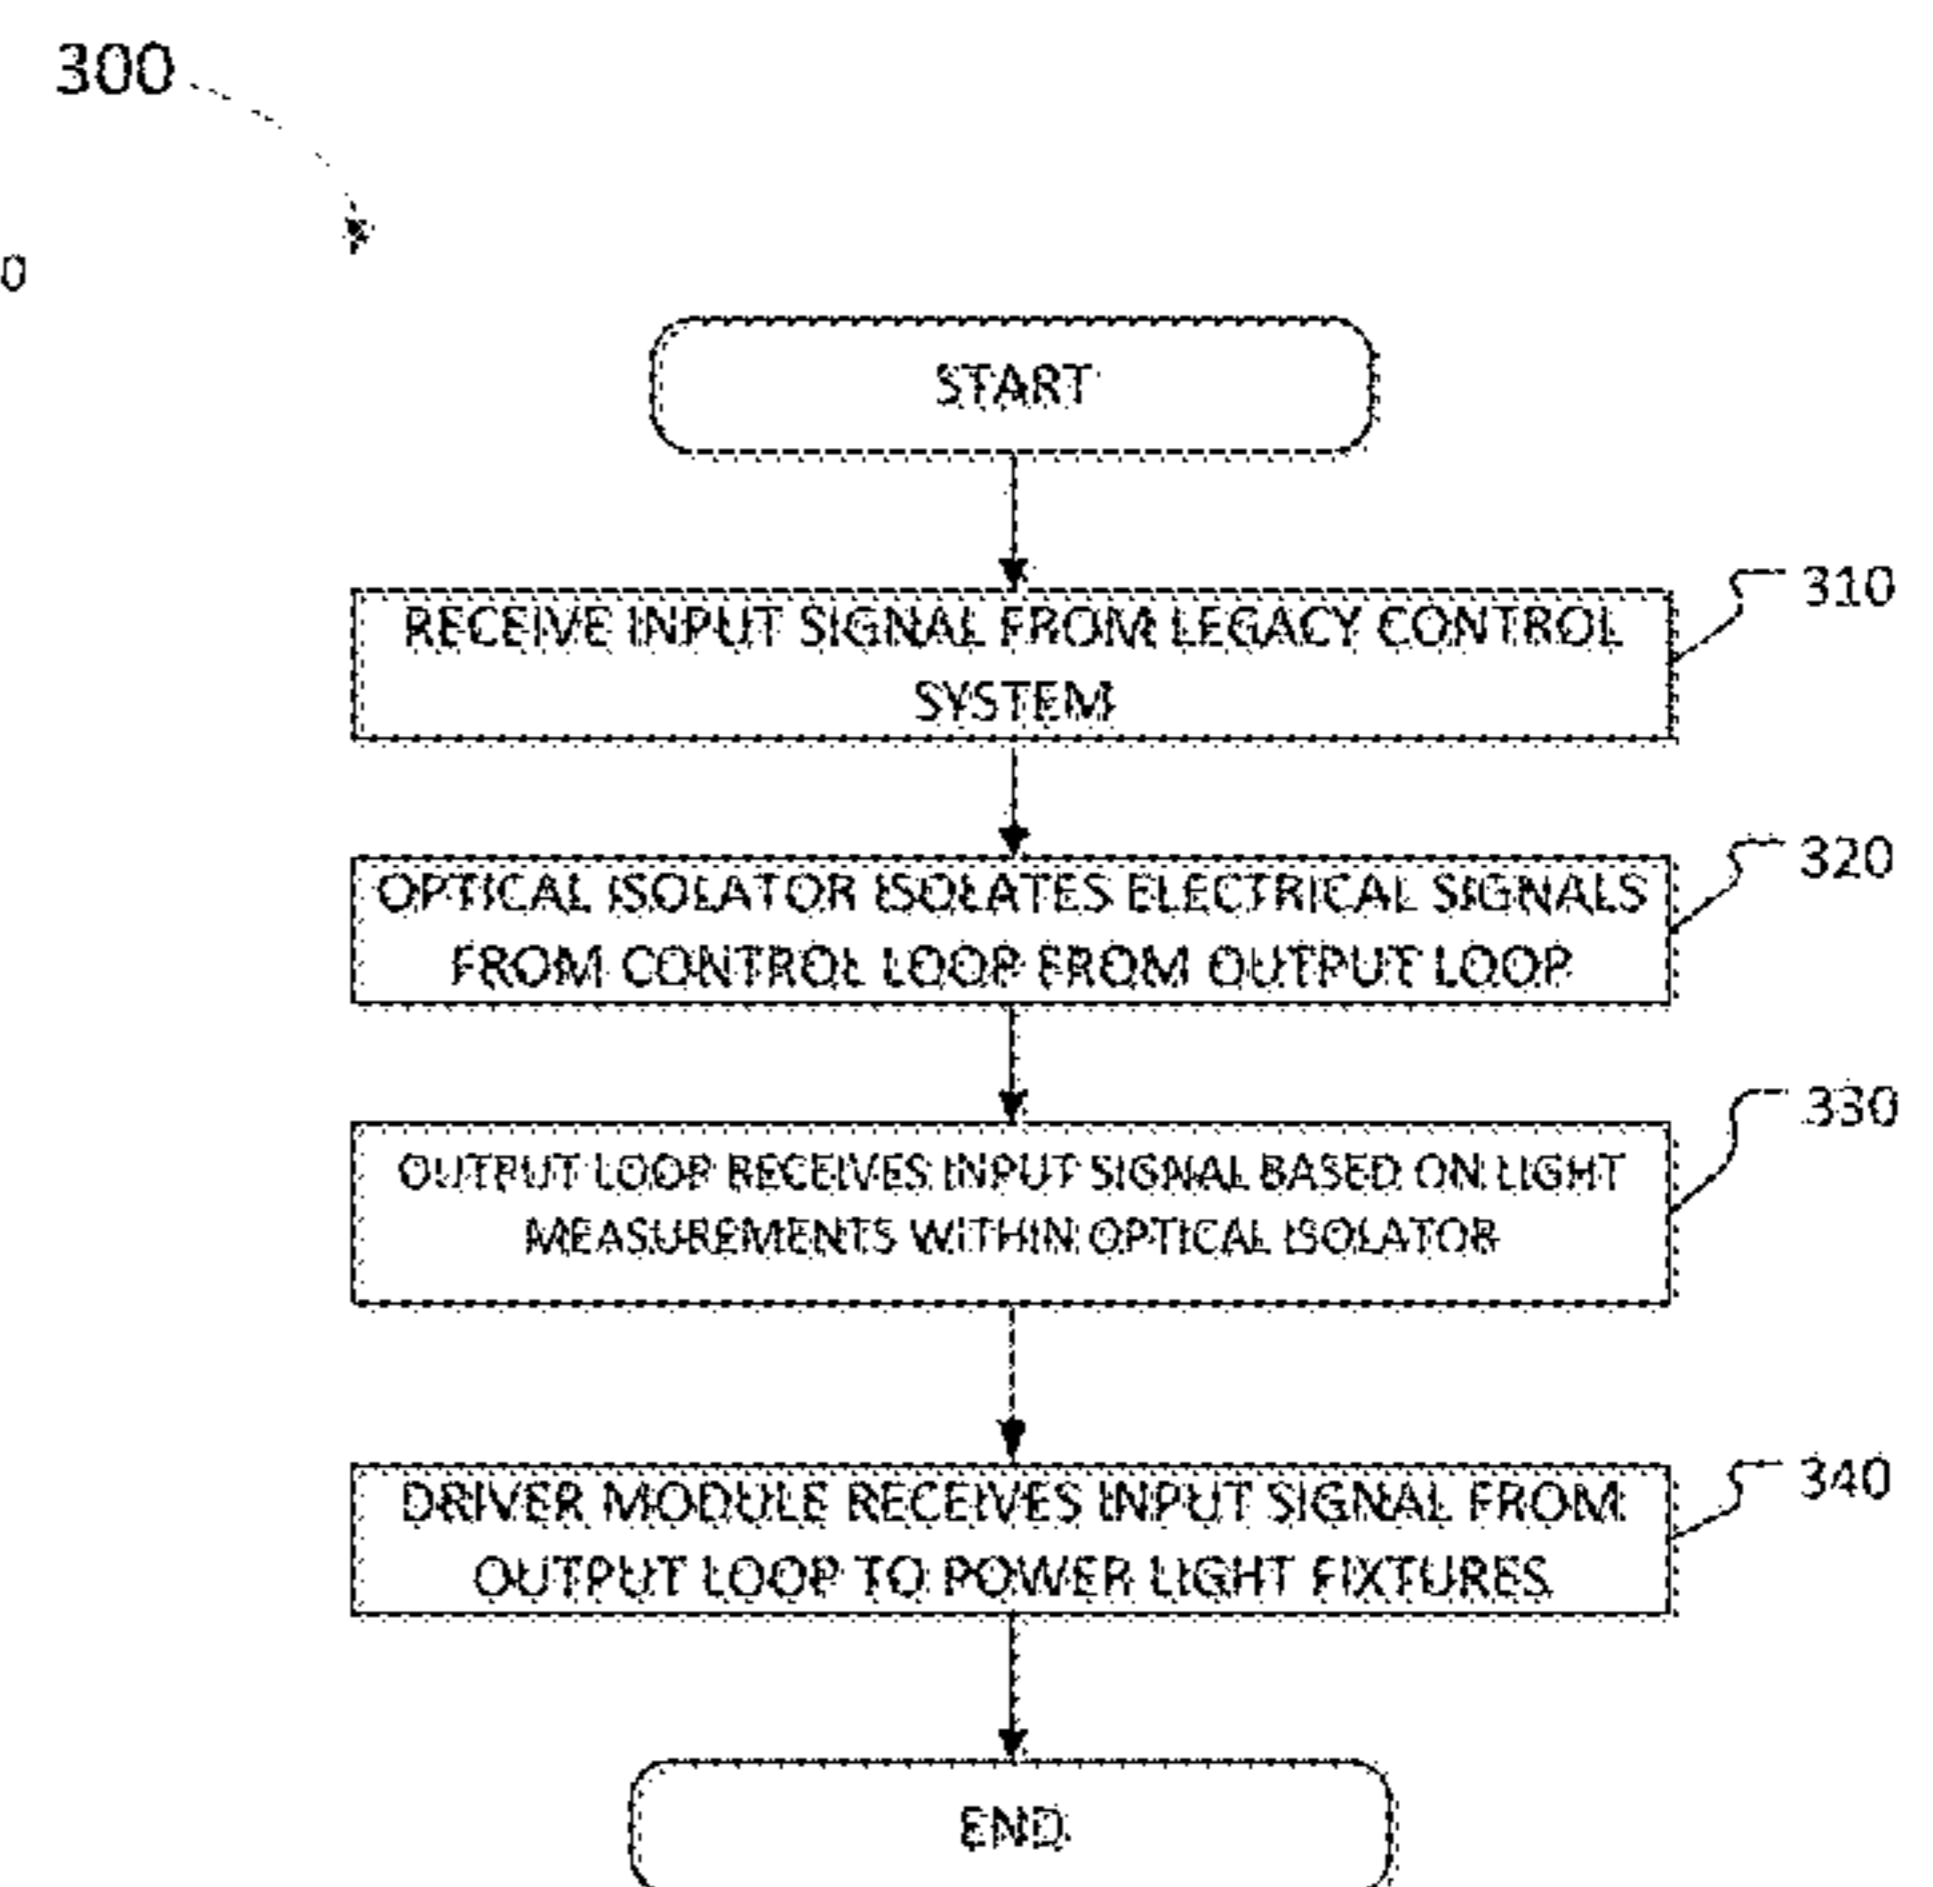 300
0
START
RECEIVE INPUT SIGNAL FROM LEGACY CONTROL
SYSTEM
310
OPTICAL ISOLATOR ISOLATES ELECTRICAL SIGNALS
FROM CONTROL LOOP FROM OUTPUT LOOP
320
OUTPUT LOOP RECEIVES INPUT SIGNAL BASED ON LIGHT
MEASUREMENTS WITHIN OPTICAL ISOLATOR
330
DRIVER MODULE RECEIVES INPUT SIGNAL FROM
OUTPUT LOOP TO POWER LIGHT FIXTURES
340
END